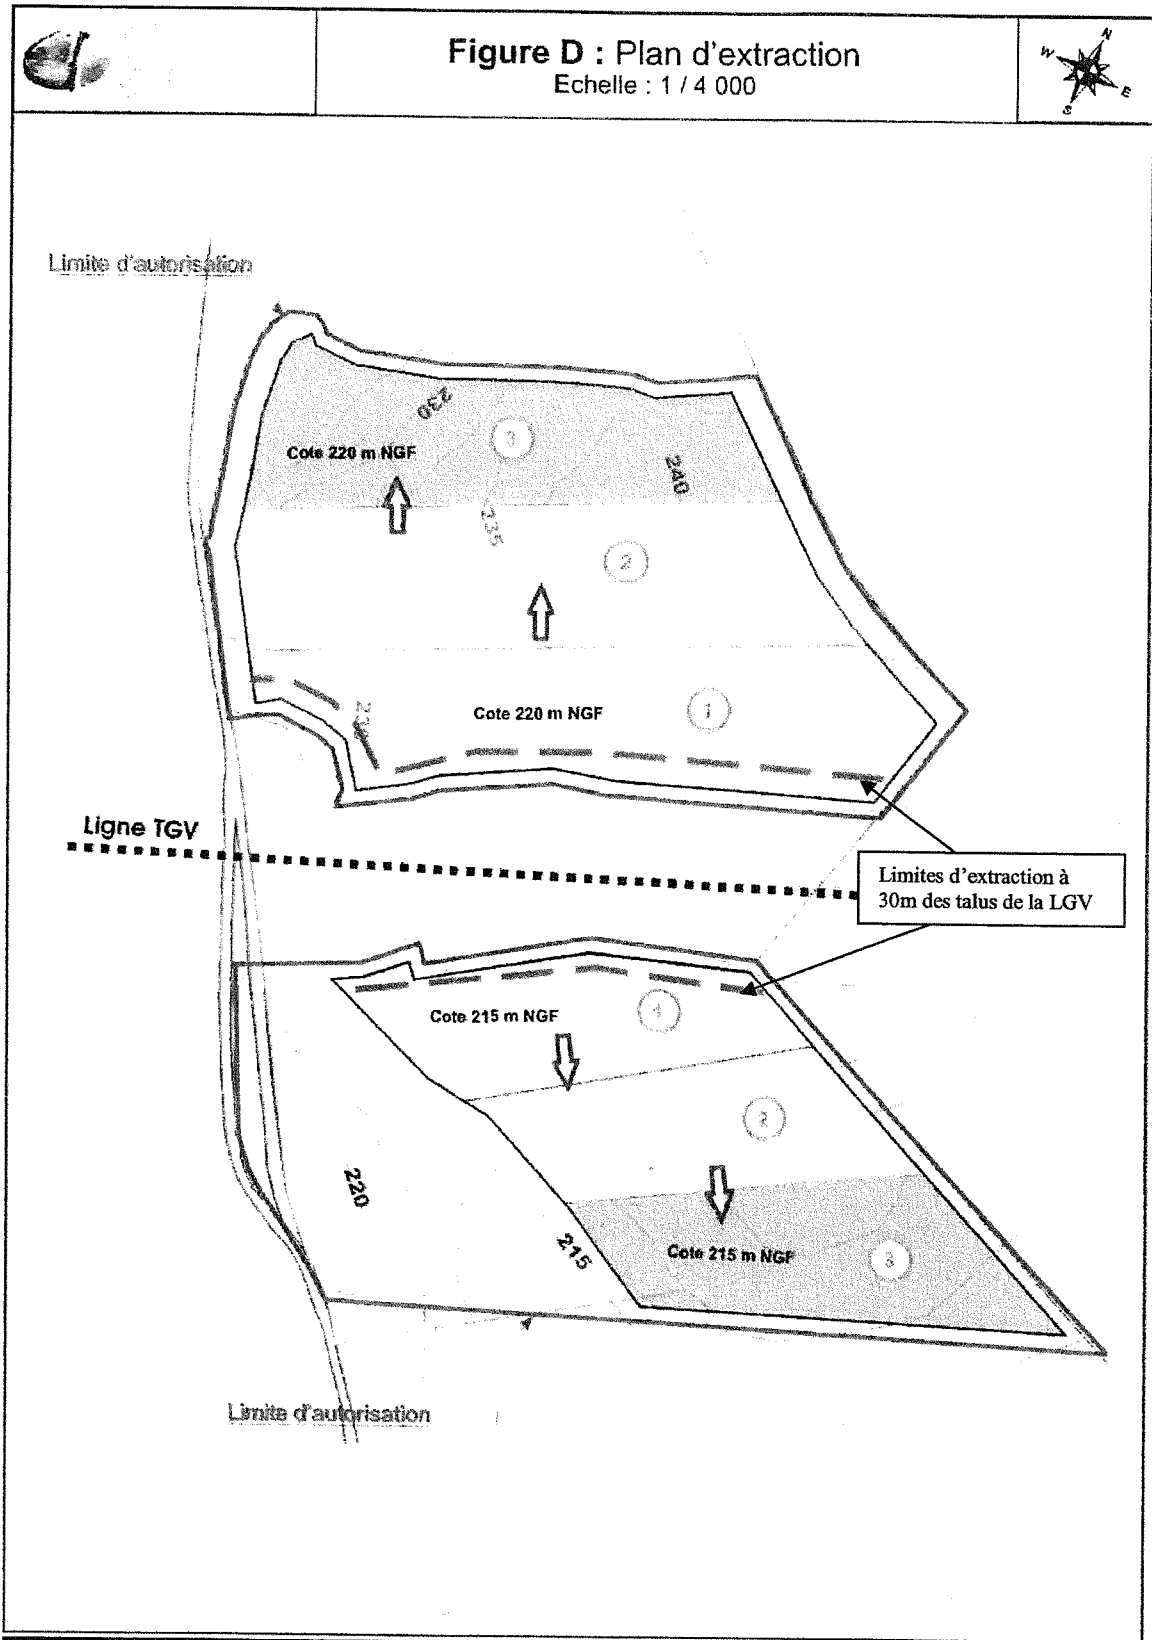 Figure D : Plan d'extraction
Echelle : 1 / 4 000
N
W
E
S
Limite d'autorisation
230
3
Cote 220 m NGF
240
235
2
Cote 220 m NGF
1
Ligne TGV
Limites d'extraction à
30m des talus de la LGV
Cote 215 m NGF
1
2
220
215
Cote 215 m NGF
3
Limite d'autorisation